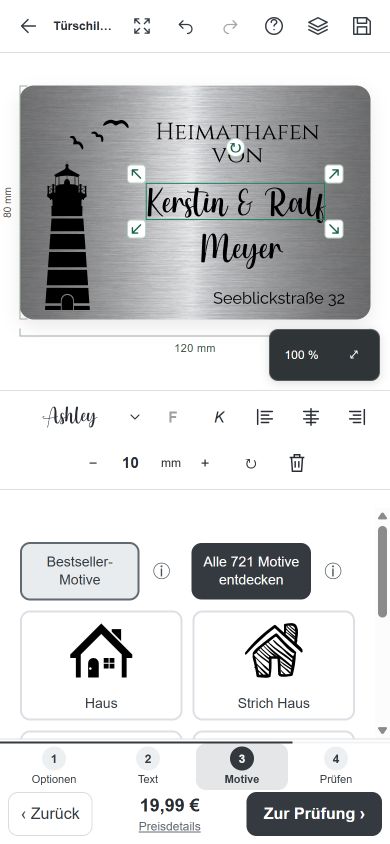 Türschil...
HEIMATHAFEN
VON
Kerstin & Ralf
Meyer
Seeblickstraße 32
80 mm
120 mm
100 %
Ashley
F
K
10
mm
Bestseller-
Motive
Alle 721 Motive
entdecken
Haus
Strich Haus
1
2
3
4
Optionen
Text
Motive
Prüfen
‹ Zurück
19,99 €
Preisdetails
Zur Prüfung ›